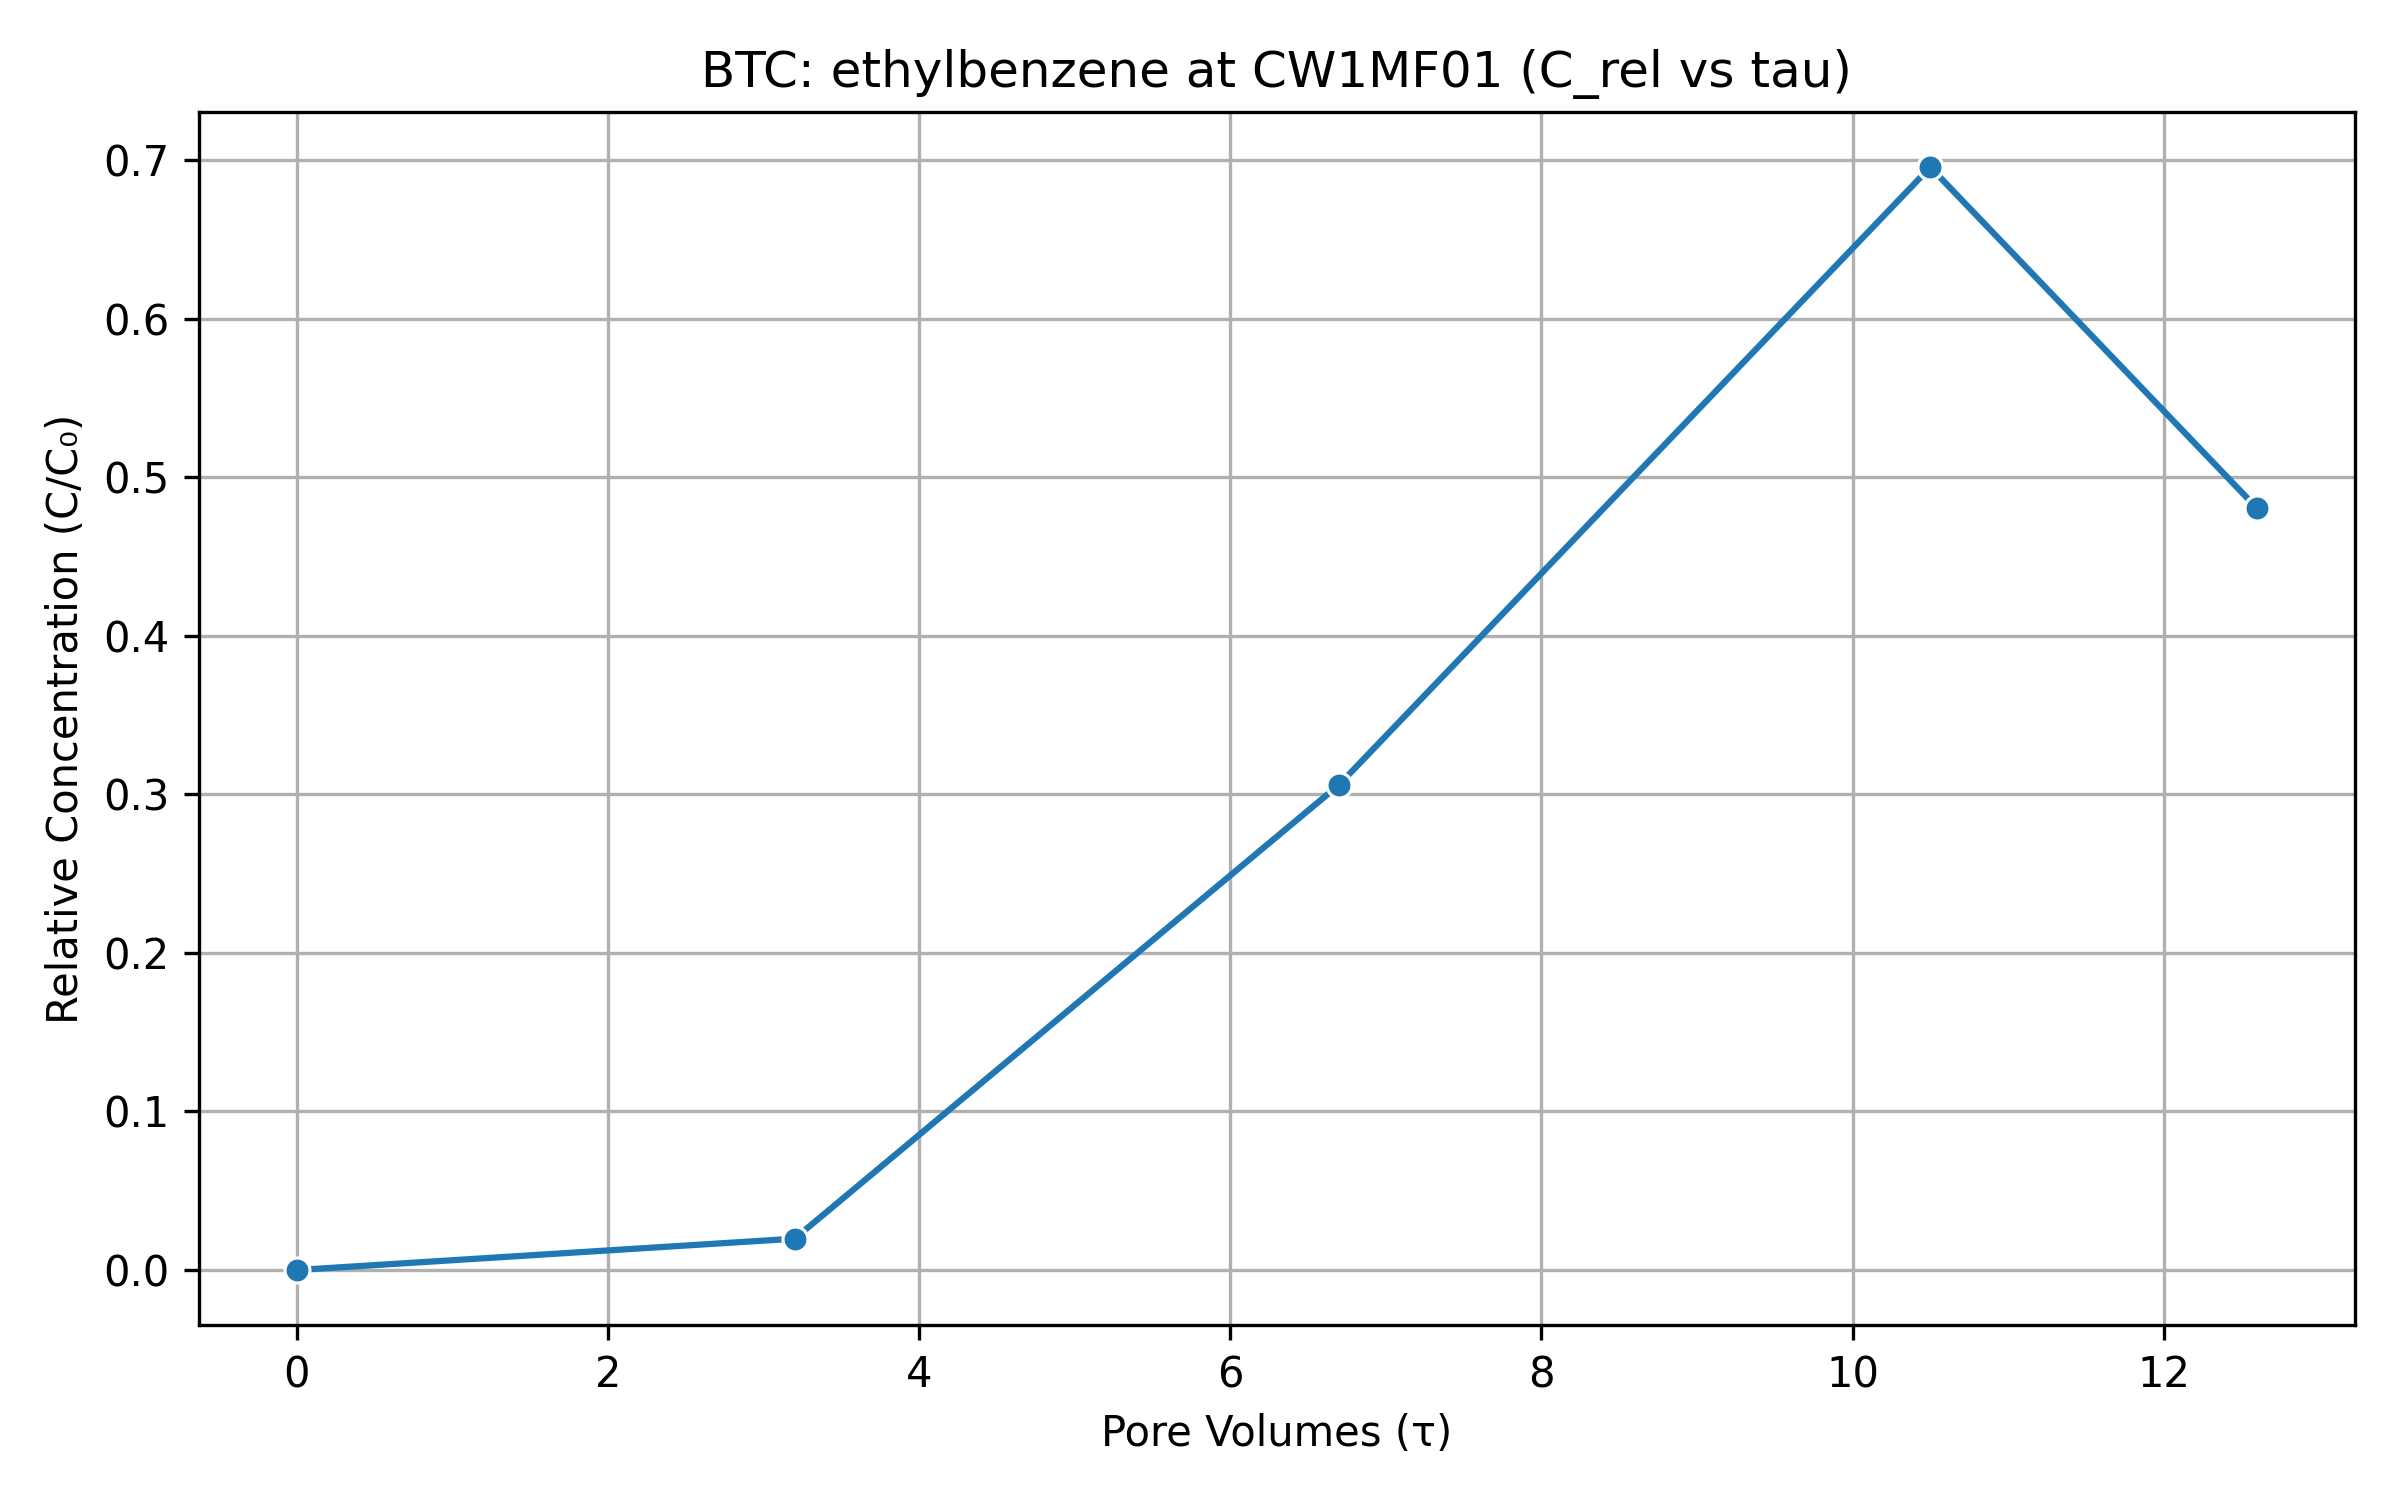 BTC: ethylbenzene at CW1MF01 (C_rel vs tau)
Relative Concentration (C/C₀)
0.7
0.6
0.5
0.4
0.3
0.2
0.1
0.0
0 2 4 6 8 10 12
Pore Volumes (τ)